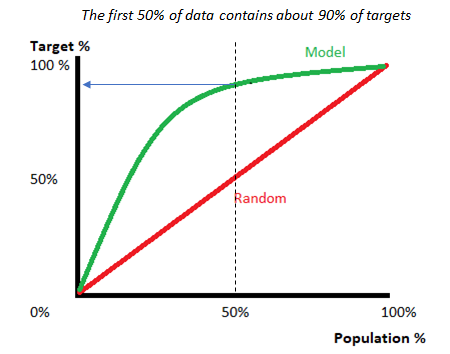 The first 50% of data contains about 90% of targets
Target %
Model
100 %
50%
Random
0%
50%
100%
Population %